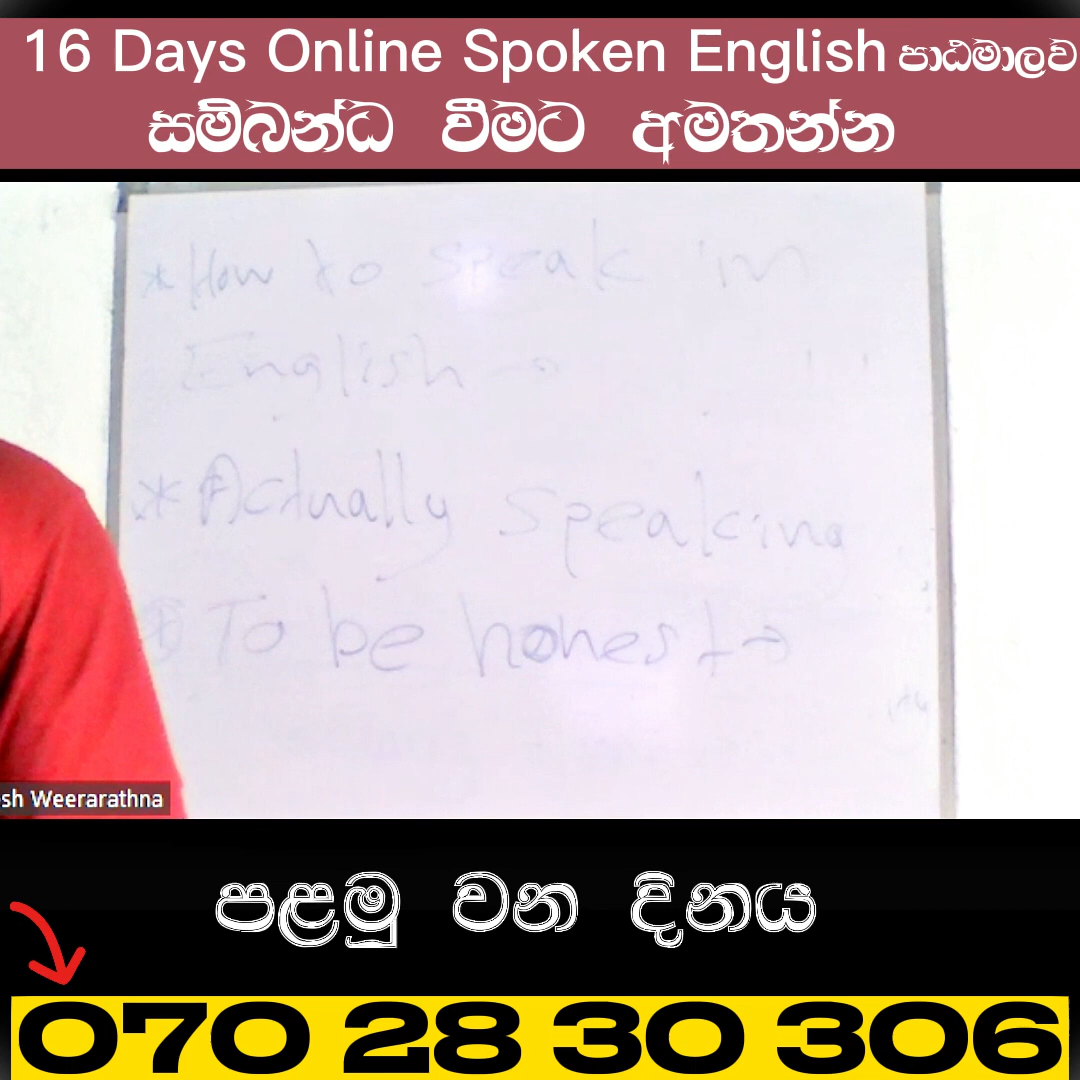 16 Days Online Spoken English පාඨමාලව
සම්බන්ධ වීමට අමතන්න
* How to speak in
English →
* Actually speaking
To be honest →
sh Weerarathna
පළමු වන දිනය
070 28 30 306